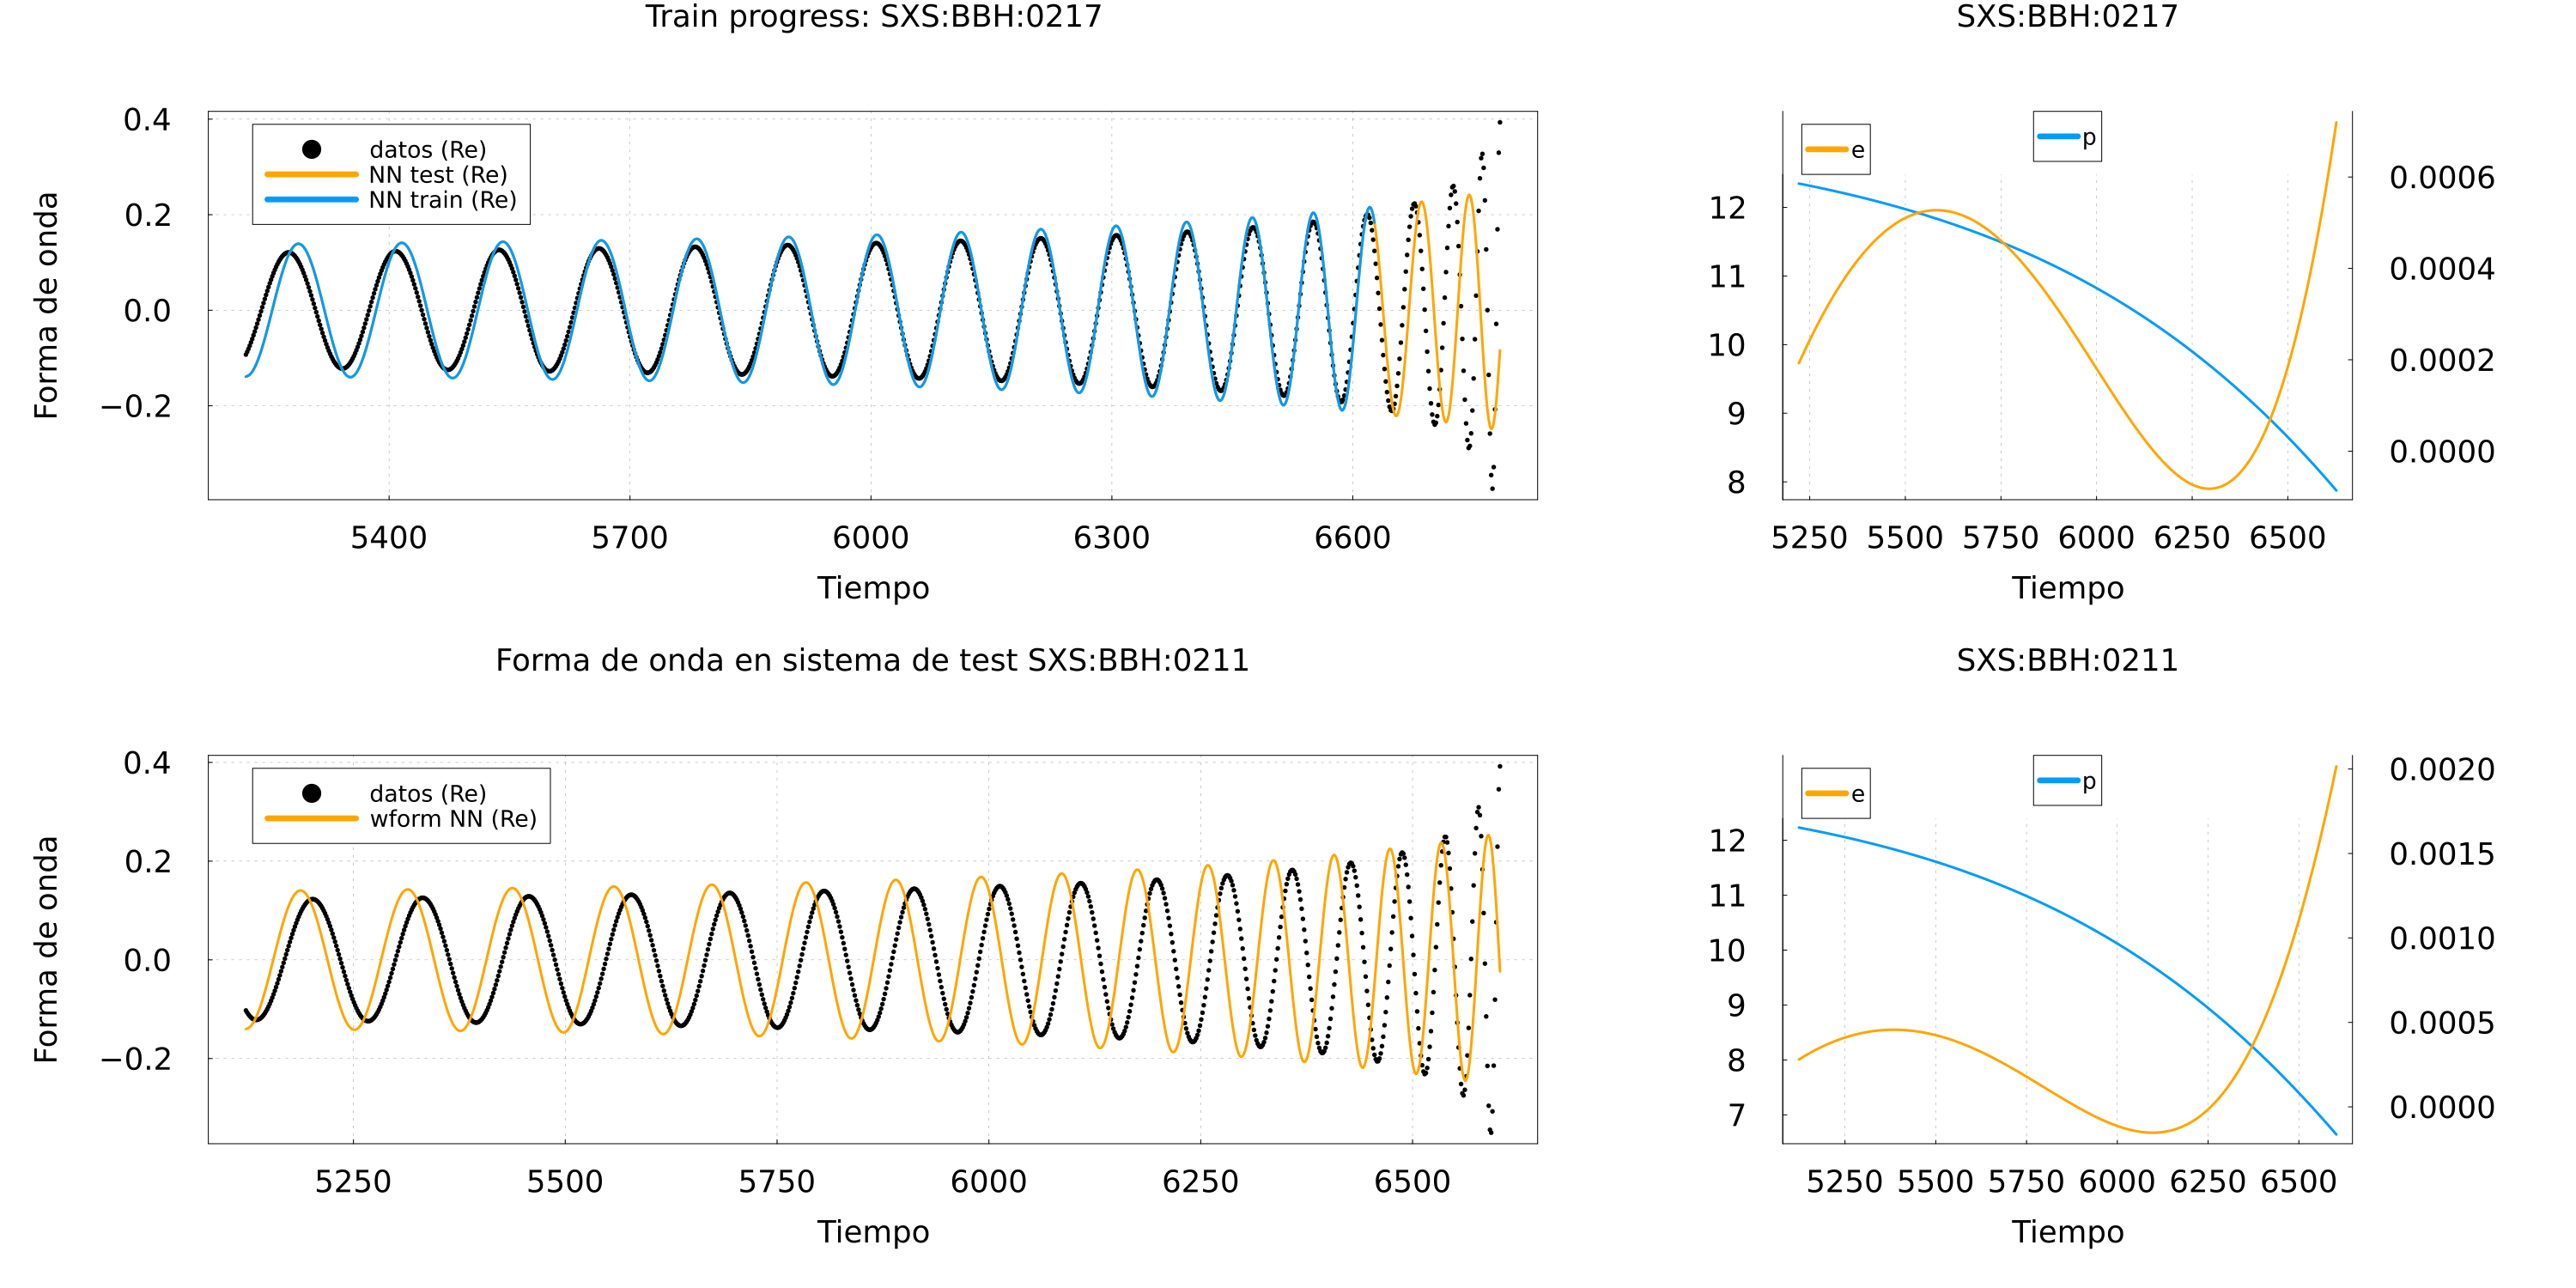 Train progress: SXS:BBH:0217
Forma de onda
0.4
0.2
0.0
−0.2
datos (Re)
NN test (Re)
NN train (Re)
5400 5700 6000 6300 6600
Tiempo
SXS:BBH:0217
e
p
12
11
10
9
8
0.0006
0.0004
0.0002
0.0000
5250 5500 5750 6000 6250 6500
Tiempo
Forma de onda en sistema de test SXS:BBH:0211
Forma de onda
0.4
0.2
0.0
−0.2
datos (Re)
wform NN (Re)
5250 5500 5750 6000 6250 6500
Tiempo
SXS:BBH:0211
e
p
12
11
10
9
8
7
0.0020
0.0015
0.0010
0.0005
0.0000
5250 5500 5750 6000 6250 6500
Tiempo